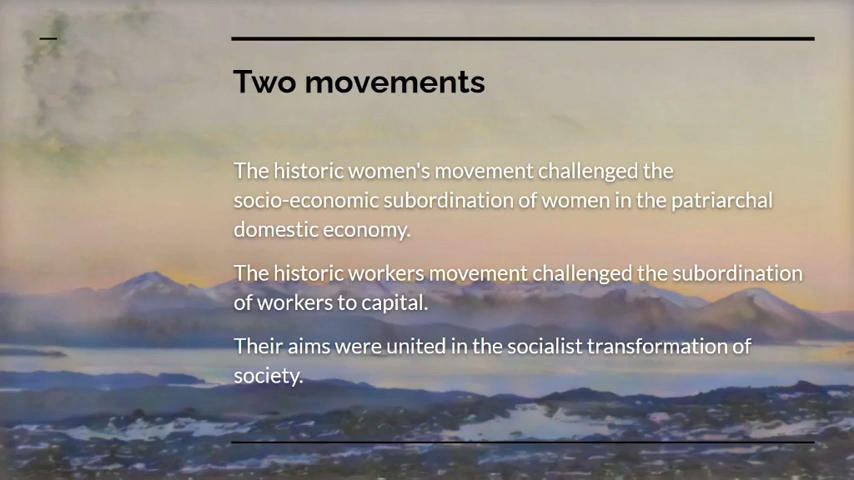 Two movements
The historic women's movement challenged the
socio-economic subordination of women in the patriarchal
domestic economy.
The historic workers movement challenged the subordination
of workers to capital.
Their aims were united in the socialist transformation of
society.